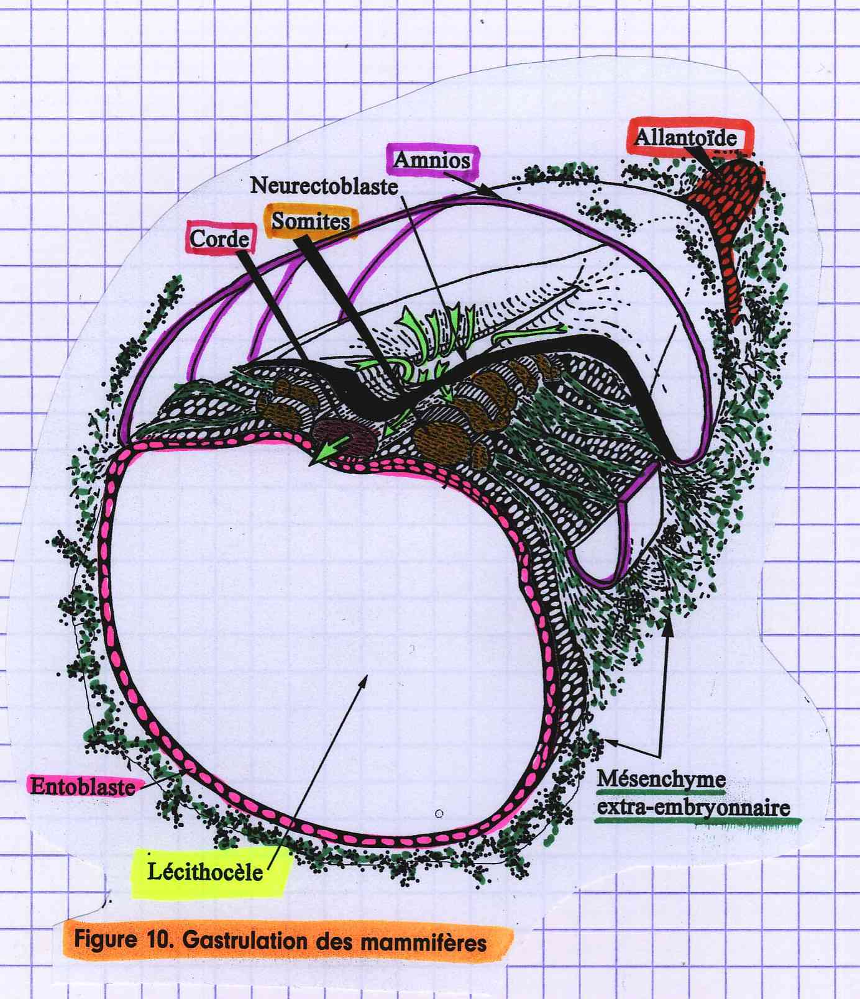 Allantoïde
Amnios
Neurectoblaste
Somites
Corde
Entoblaste
Mésenchyme
extra-embryonnaire
Lécithocèle
Figure 10. Gastrulation des mammifères